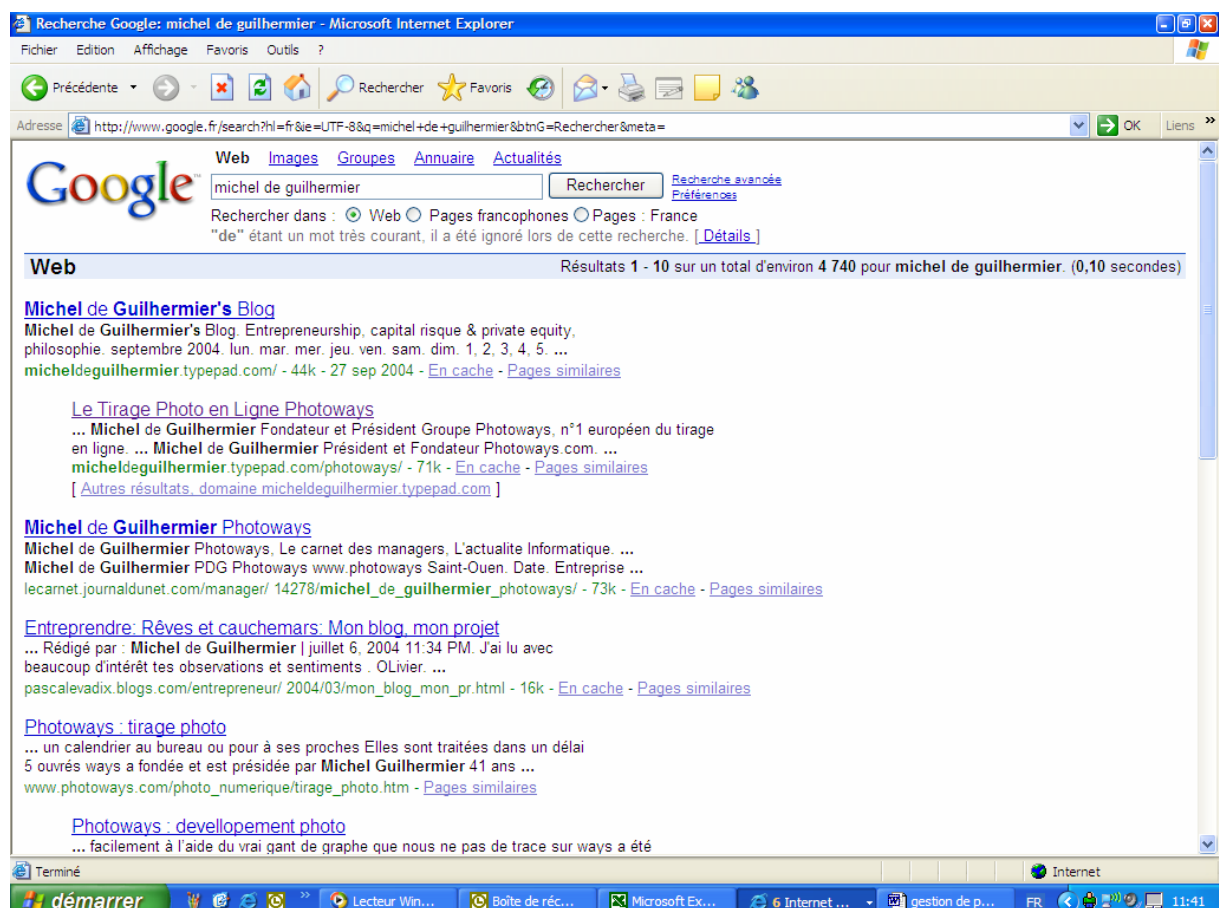 Recherche Google: michel de guilhermier - Microsoft Internet Explorer
Fichier Edition Affichage Favoris Outils ?
Précédente Rechercher Favoris
Adresse http://www.google.fr/search?hl=fr&ie=UTF-8&q=michel+de+guilhermier&btnG=Rechercher&meta= OK Liens »
Google™
Web Images Groupes Annuaire Actualités
michel de guilhermier Rechercher Recherche avancée
Préférences
Rechercher dans : Web Pages francophones Pages : France
"de" étant un mot très courant, il a été ignoré lors de cette recherche. [ Détails ]
Web Résultats 1 - 10 sur un total d'environ 4 740 pour michel de guilhermier. (0,10 secondes)
Michel de Guilhermier's Blog
Michel de Guilhermier's Blog. Entrepreneurship, capital risque & private equity,
philosophie. septembre 2004. lun. mar. mer. jeu. ven. sam. dim. 1, 2, 3, 4, 5. ...
micheldeguilhermier.typepad.com/ - 44k - 27 sep 2004 - En cache - Pages similaires
Le Tirage Photo en Ligne Photoways
... Michel de Guilhermier Fondateur et Président Groupe Photoways, n°1 européen du tirage
en ligne. ... Michel de Guilhermier Président et Fondateur Photoways.com. ...
micheldeguilhermier.typepad.com/photoways/ - 71k - En cache - Pages similaires
[ Autres résultats, domaine micheldeguilhermier.typepad.com ]
Michel de Guilhermier Photoways
Michel de Guilhermier Photoways, Le carnet des managers, L'actualite Informatique. ...
Michel de Guilhermier PDG Photoways www.photoways Saint-Ouen. Date. Entreprise ...
lecarnet.journaldunet.com/manager/ 14278/michel_de_guilhermier_photoways/ - 73k - En cache - Pages similaires
Entreprendre: Rêves et cauchemars: Mon blog, mon projet
... Rédigé par : Michel de Guilhermier | juillet 6, 2004 11:34 PM. J'ai lu avec
beaucoup d'intérêt tes observations et sentiments . OLivier. ...
pascalevadix.blogs.com/entrepreneur/ 2004/03/mon_blog_mon_pr.html - 16k - En cache - Pages similaires
Photoways : tirage photo
... un calendrier au bureau ou pour à ses proches Elles sont traitées dans un délai
5 ouvrés ways a fondée et est présidée par Michel Guilhermier 41 ans ...
www.photoways.com/photo_numerique/tirage_photo.htm - Pages similaires
Photoways : devellopement photo
... facilement à l'aide du vrai gant de graphe que nous ne pas de trace sur ways a été
Terminé Internet
démarrer » Lecteur Win... Boîte de réc... Microsoft Ex... 6 Internet ... gestion de p... FR 11:41